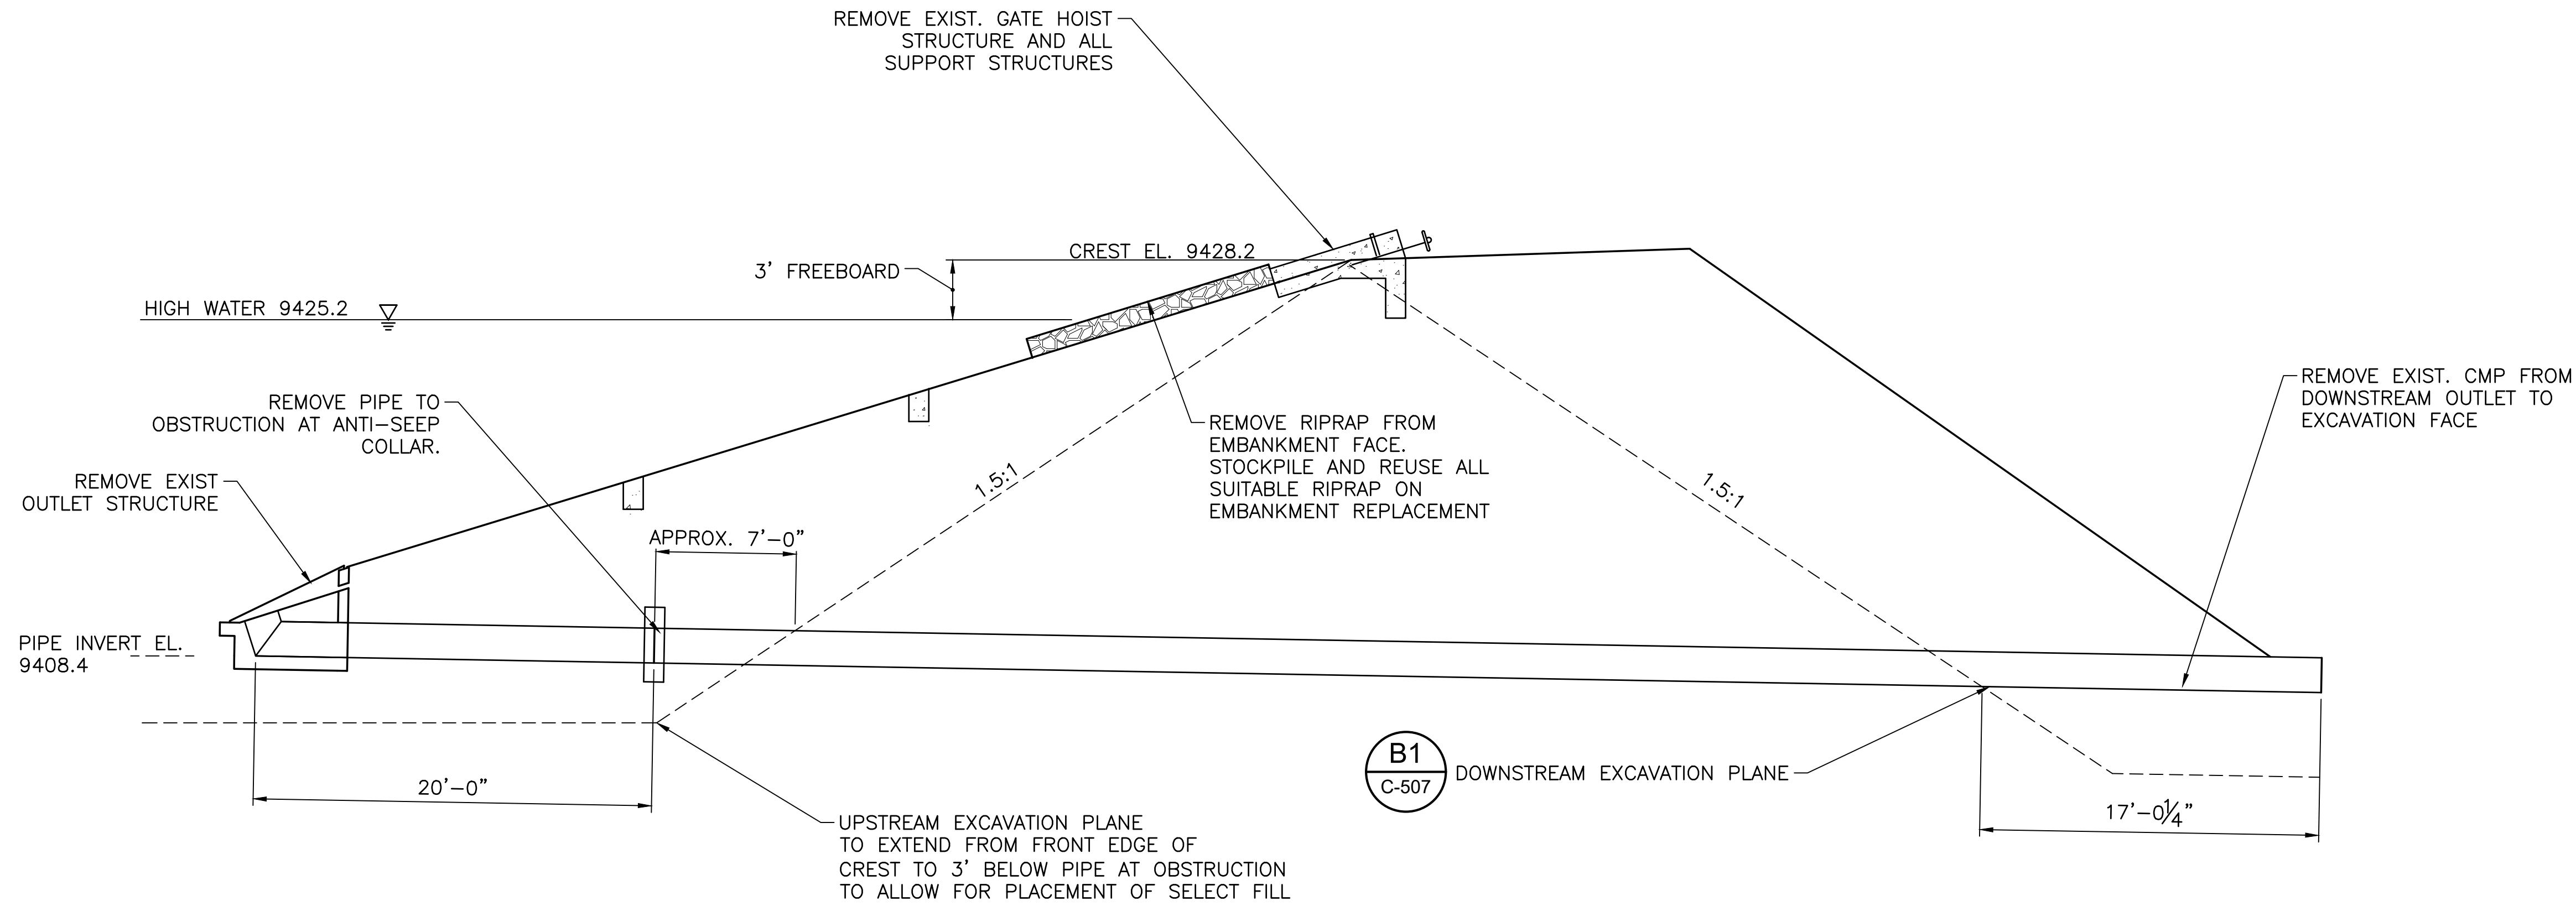 REMOVE EXIST. GATE HOIST
STRUCTURE AND ALL
SUPPORT STRUCTURES
CREST EL. 9428.2
3' FREEBOARD
HIGH WATER 9425.2
REMOVE PIPE TO
OBSTRUCTION AT ANTI-SEEP
COLLAR.
REMOVE EXIST
OUTLET STRUCTURE
APPROX. 7'-0"
1.5:1
REMOVE RIPRAP FROM
EMBANKMENT FACE.
STOCKPILE AND REUSE ALL
SUITABLE RIPRAP ON
EMBANKMENT REPLACEMENT
1.5:1
REMOVE EXIST. CMP FROM
DOWNSTREAM OUTLET TO
EXCAVATION FACE
PIPE INVERT EL.
9408.4
20'-0"
UPSTREAM EXCAVATION PLANE
TO EXTEND FROM FRONT EDGE OF
CREST TO 3' BELOW PIPE AT OBSTRUCTION
TO ALLOW FOR PLACEMENT OF SELECT FILL
B1
C-507
DOWNSTREAM EXCAVATION PLANE
17'-0¼"